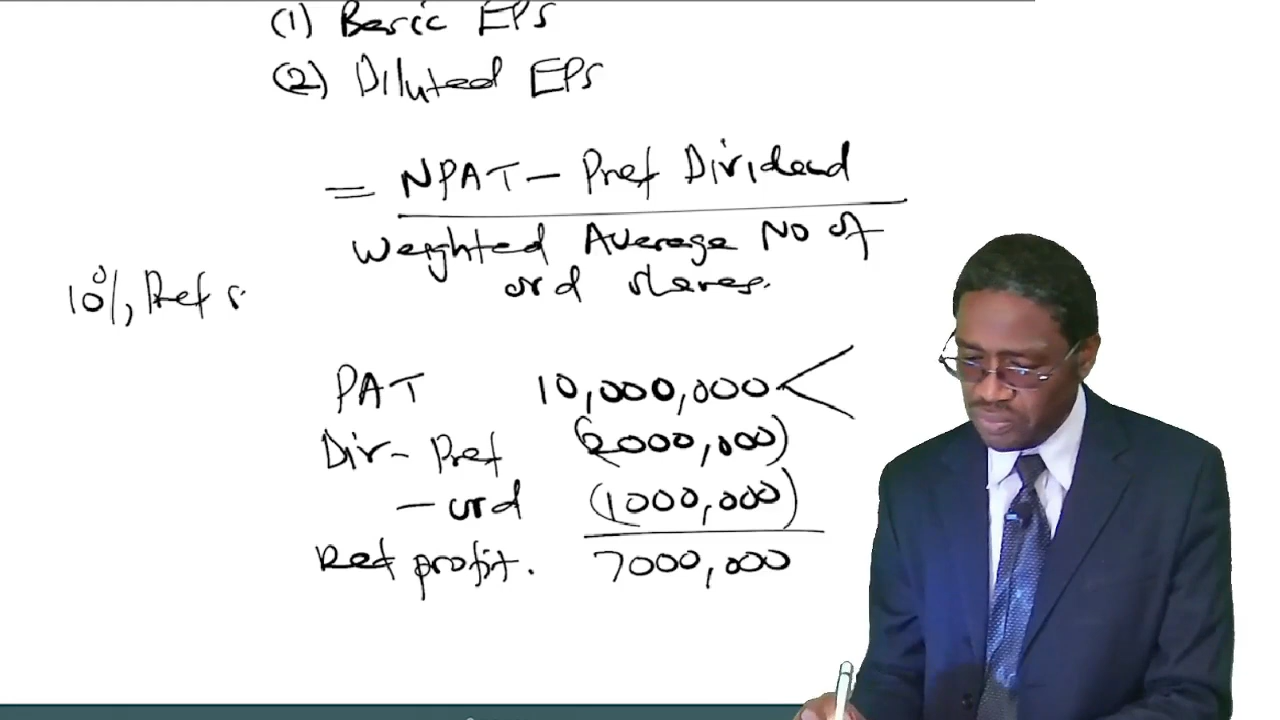 (1) Basic EPS
(2) Diluted EPS
= NPAT - Pref Dividend
Weighted Average No of
ord shares.
10%, Pref s
PAT 10,000,000
Div- Pref (2000,000)
- ord (1000,000)
Ret profit. 7000,000